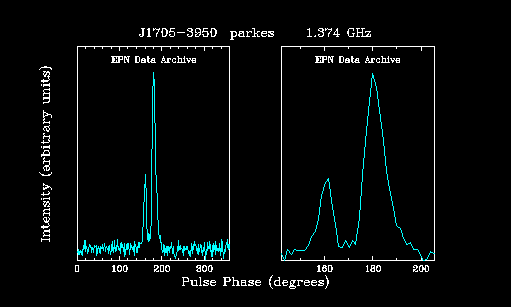 J1705-3950 parkes 1.374 GHz
EPN Data Archive EPN Data Archive
Intensity (arbitrary units)
0 100 200 300 160 180 200
Pulse Phase (degrees)